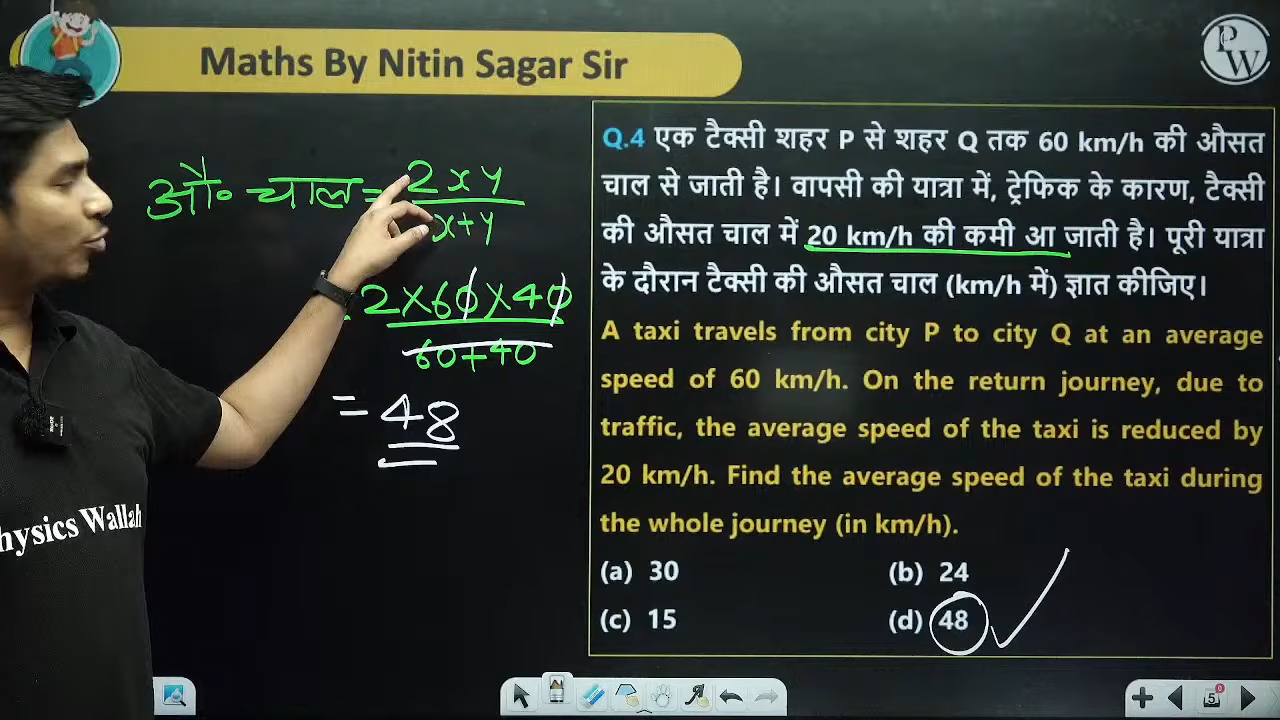 Maths By Nitin Sagar Sir
PW
औ० चाल = 2xy
x+y
2×60×40
60+40
= 48
Physics Wallah
Q.4 एक टैक्सी शहर P से शहर Q तक 60 km/h की औसत
चाल से जाती है। वापसी की यात्रा में, ट्रेफिक के कारण, टैक्सी
की औसत चाल में 20 km/h की कमी आ जाती है। पूरी यात्रा
के दौरान टैक्सी की औसत चाल (km/h में) ज्ञात कीजिए।
A taxi travels from city P to city Q at an average
speed of 60 km/h. On the return journey, due to
traffic, the average speed of the taxi is reduced by
20 km/h. Find the average speed of the taxi during
the whole journey (in km/h).
(a) 30 (b) 24
(c) 15 (d) 48
5